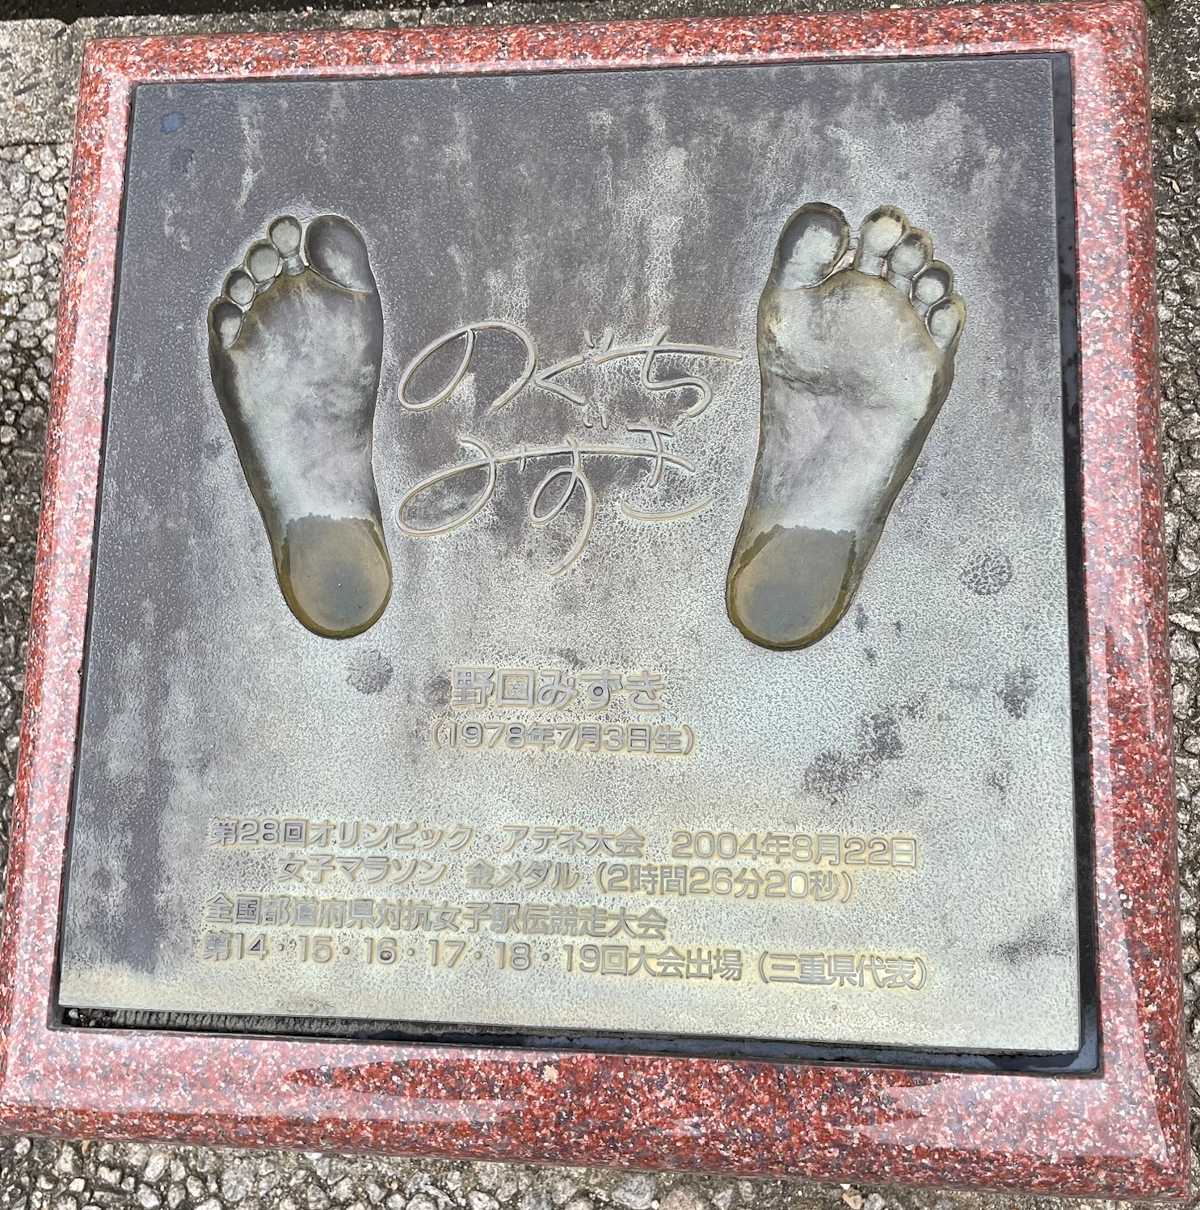 のぐち
みずき
野口みずき
(1978年7月3日生)
第28回オリンピック・アテネ大会 2004年8月22日
女子マラソン 金メダル (2時間26分20秒)
全国都道府県対抗女子駅伝競走大会
第14・15・16・17・18・19回大会出場 (三重県代表)